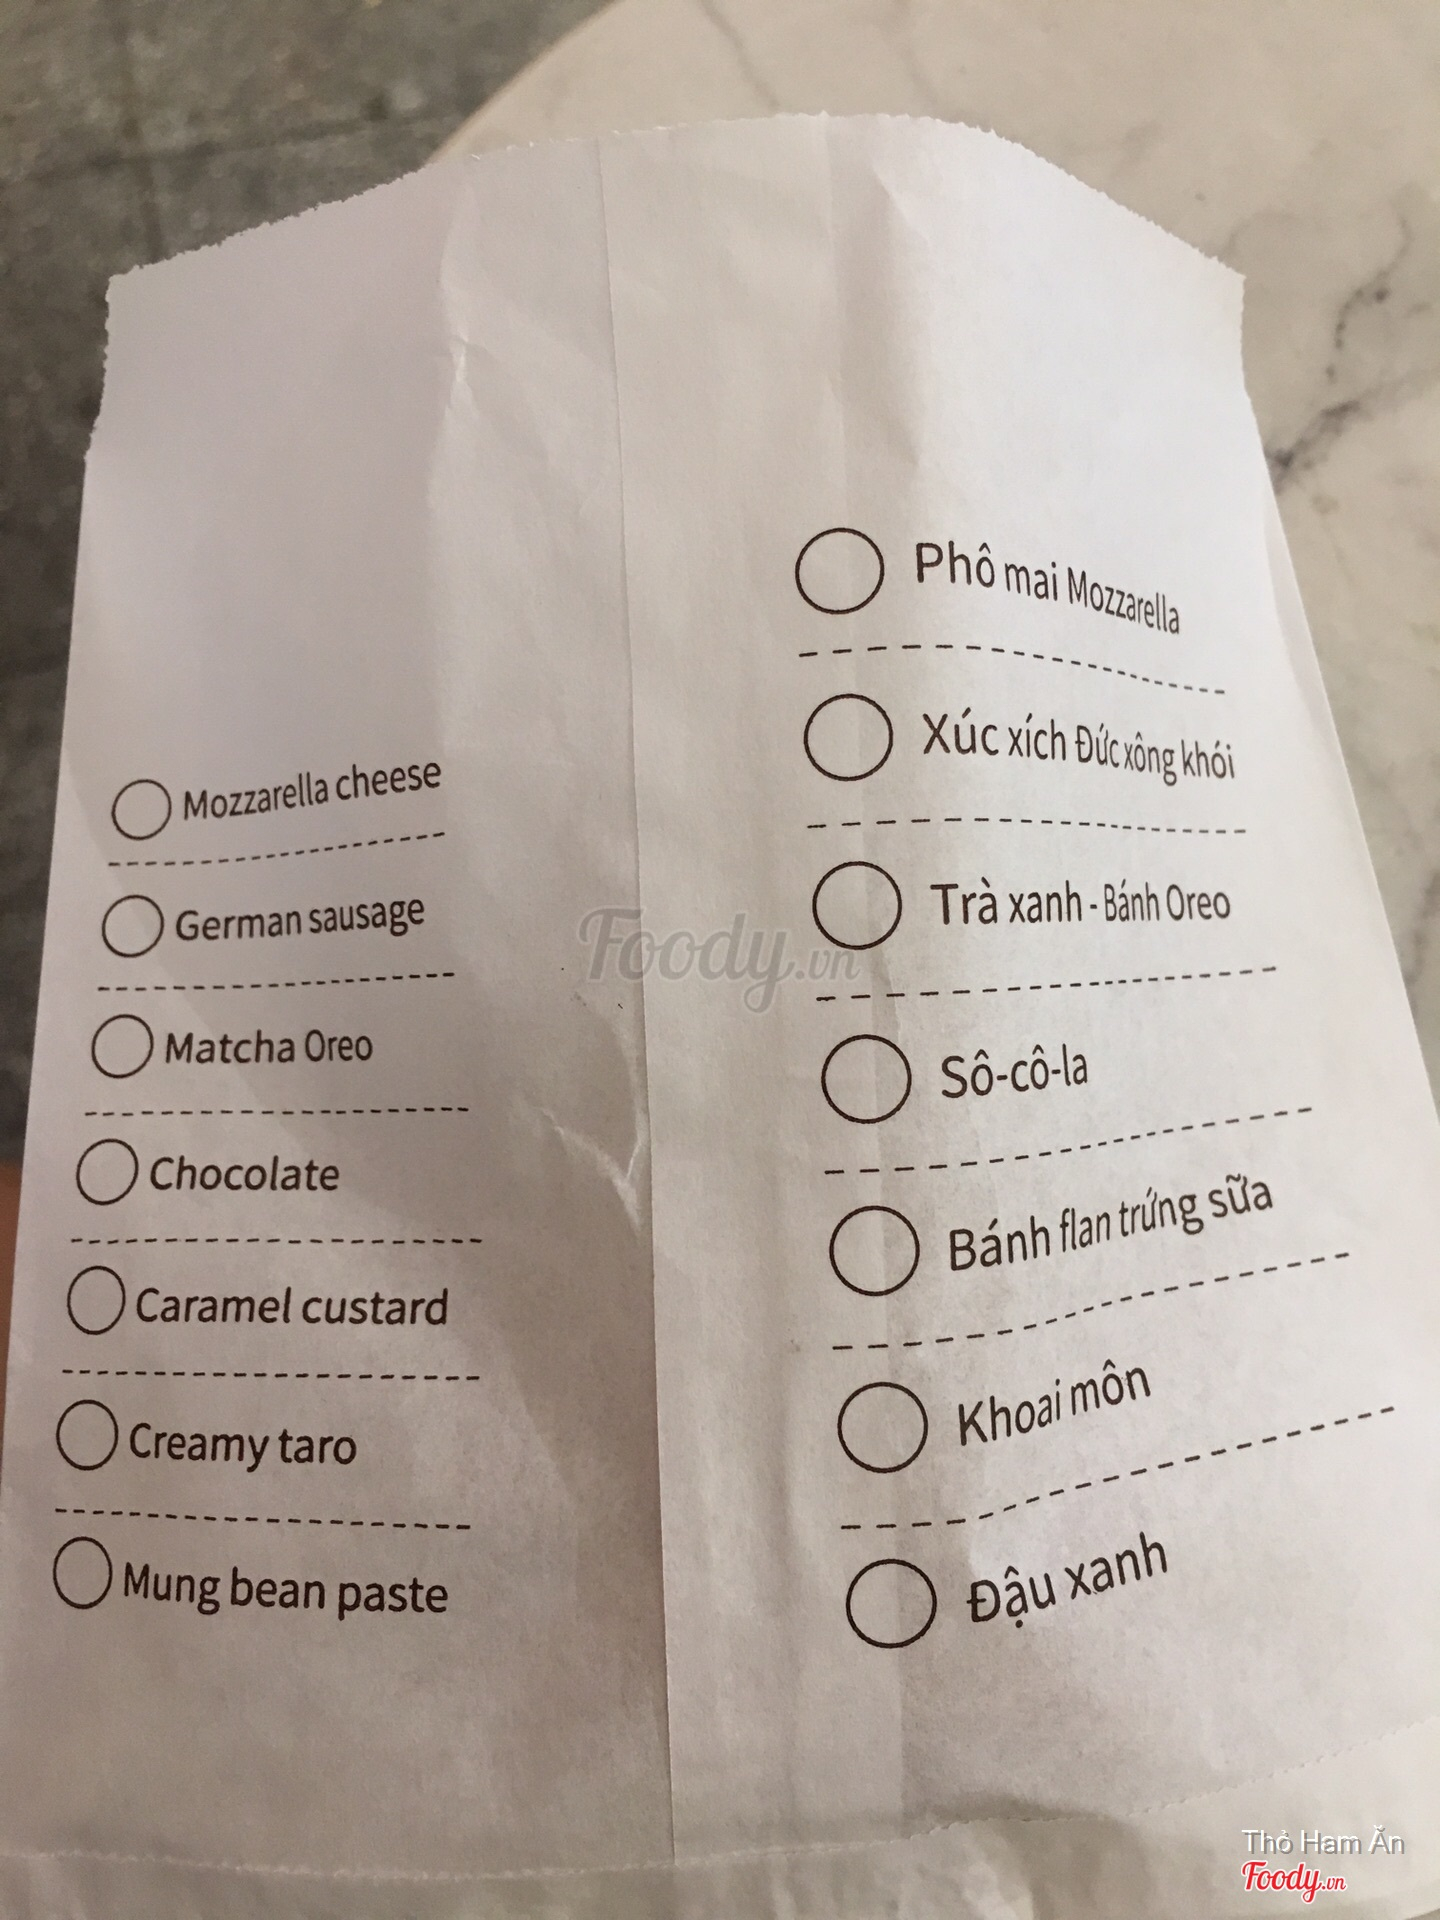 Mozzarella cheese
German sausage
Matcha Oreo
Chocolate
Caramel custard
Creamy taro
Mung bean paste
Phô mai Mozzarella
Xúc xích Đức xông khói
Trà xanh - Bánh Oreo
Sô-cô-la
Bánh flan trứng sữa
Khoai môn
Đậu xanh
Foody.vn
Thỏ Ham Ăn
Foody.vn